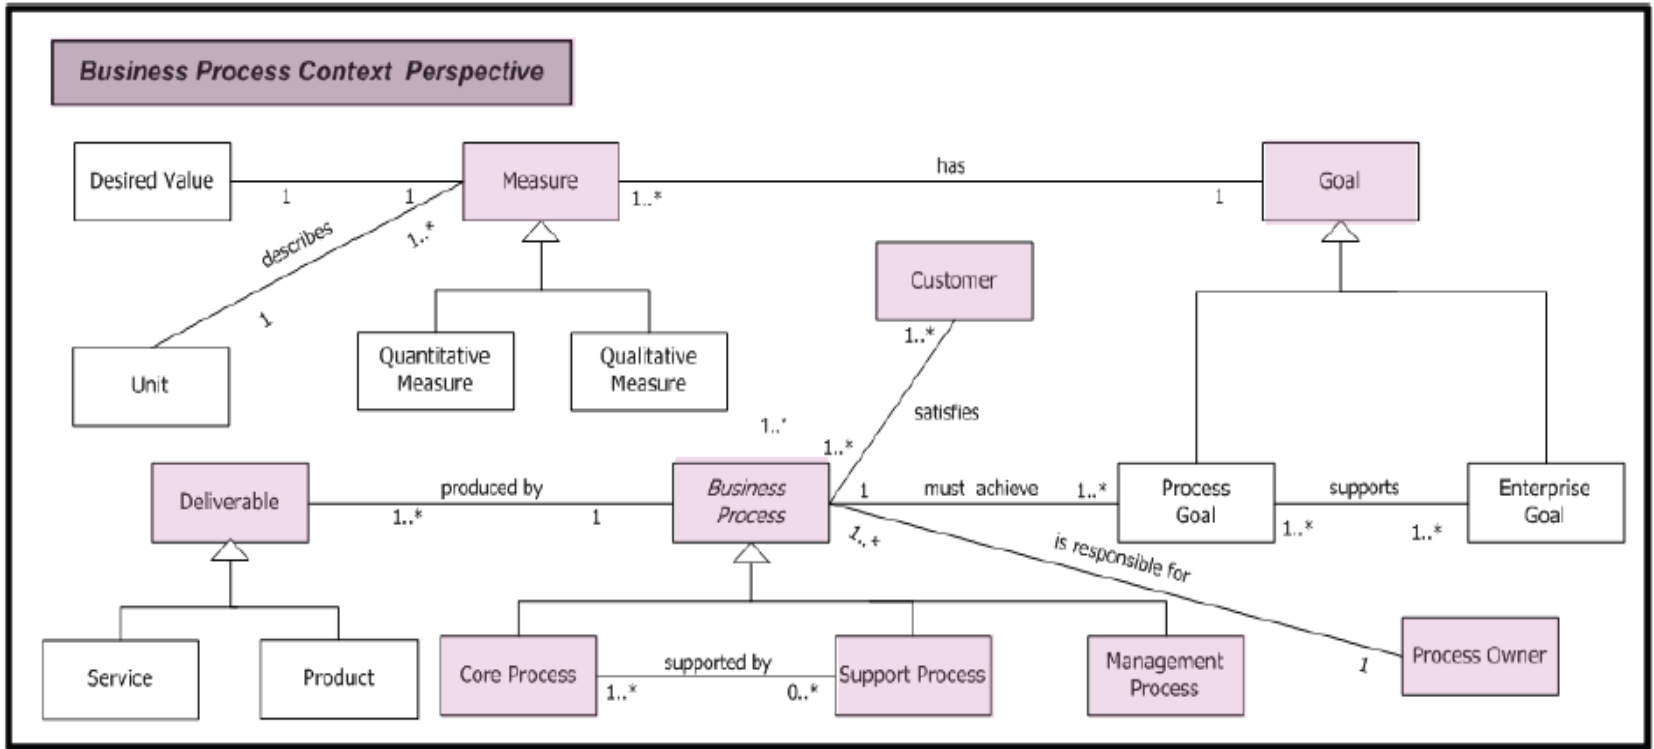 Business Process Context Perspective
Desired Value
1
1
Measure
1..*
has
1
Goal
describes
1..*
1
Unit
Quantitative
Measure
Qualitative
Measure
Customer
1..*
satisfies
1..*
1..*
Deliverable
produced by
1..*
1
Business
Process
1
must achieve
1..*
Process
Goal
supports
1..*
1..*
Enterprise
Goal
1..*
is responsible for
1
Process Owner
Service
Product
Core Process
supported by
1..*
0..*
Support Process
Management
Process